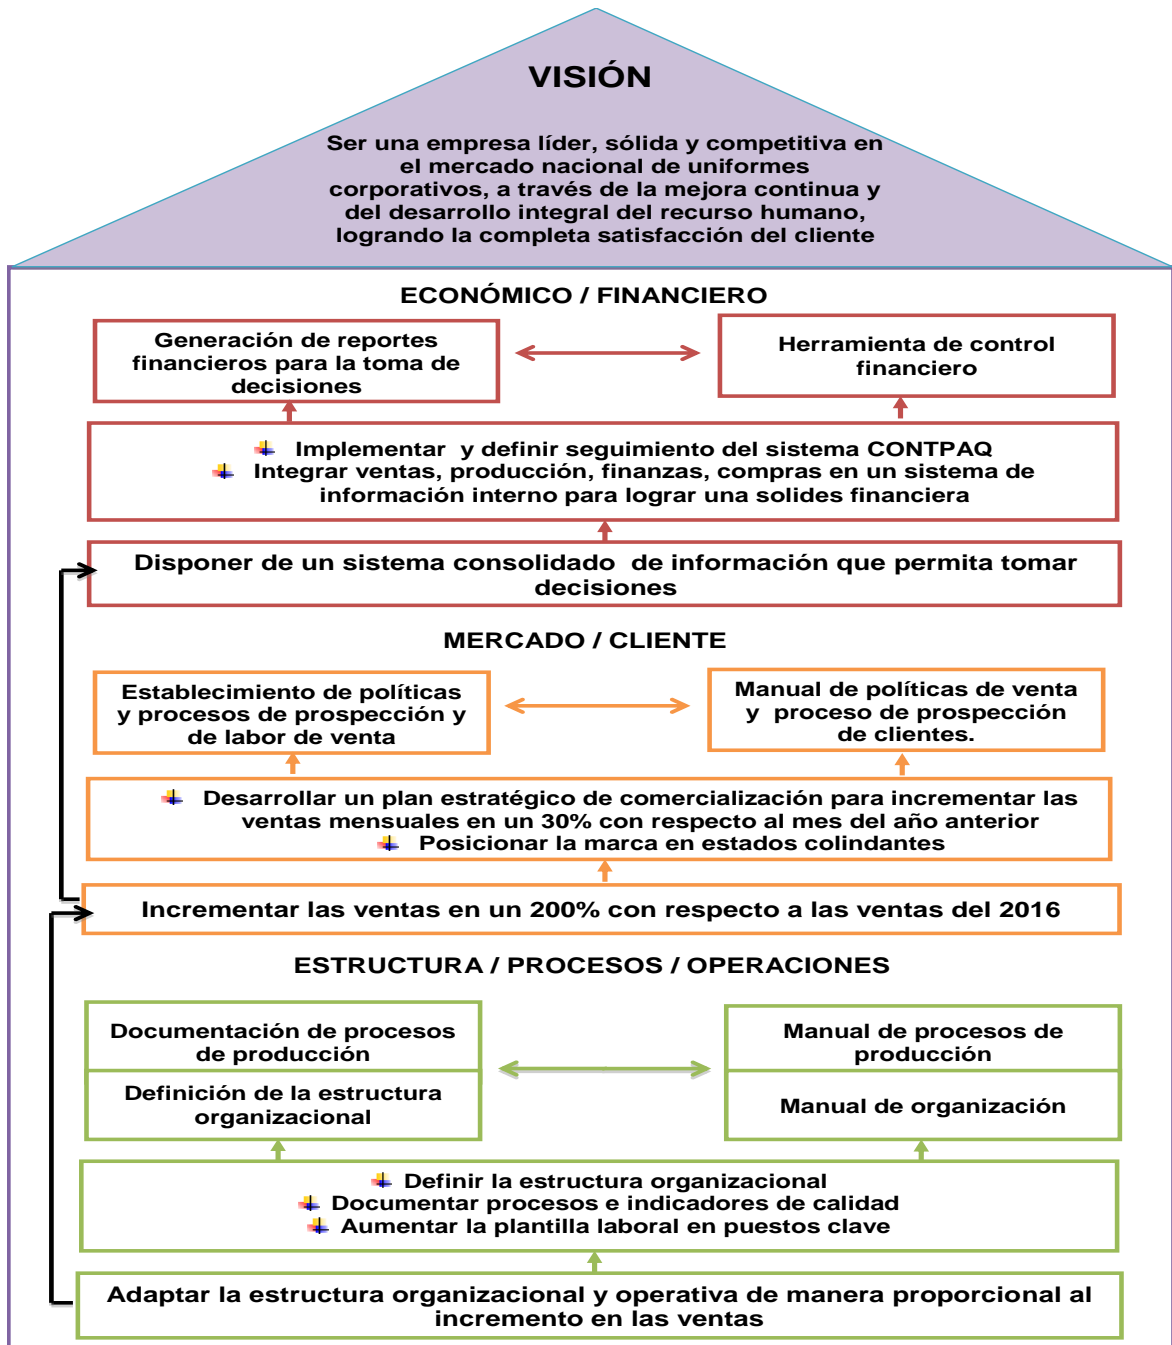 VISIÓN
Ser una empresa líder, sólida y competitiva en
el mercado nacional de uniformes
corporativos, a través de la mejora continua y
del desarrollo integral del recurso humano,
logrando la completa satisfacción del cliente
ECONÓMICO / FINANCIERO
Generación de reportes
financieros para la toma de
decisiones
Herramienta de control
financiero
Implementar y definir seguimiento del sistema CONTPAQ
Integrar ventas, producción, finanzas, compras en un sistema de
información interno para lograr una solides financiera
Disponer de un sistema consolidado de información que permita tomar
decisiones
MERCADO / CLIENTE
Establecimiento de políticas
y procesos de prospección y
de labor de venta
Manual de políticas de venta
y proceso de prospección
de clientes.
Desarrollar un plan estratégico de comercialización para incrementar las
ventas mensuales en un 30% con respecto al mes del año anterior
Posicionar la marca en estados colindantes
Incrementar las ventas en un 200% con respecto a las ventas del 2016
ESTRUCTURA / PROCESOS / OPERACIONES
Documentación de procesos
de producción
Definición de la estructura
organizacional
Manual de procesos de
producción
Manual de organización
Definir la estructura organizacional
Documentar procesos e indicadores de calidad
Aumentar la plantilla laboral en puestos clave
Adaptar la estructura organizacional y operativa de manera proporcional al
incremento en las ventas